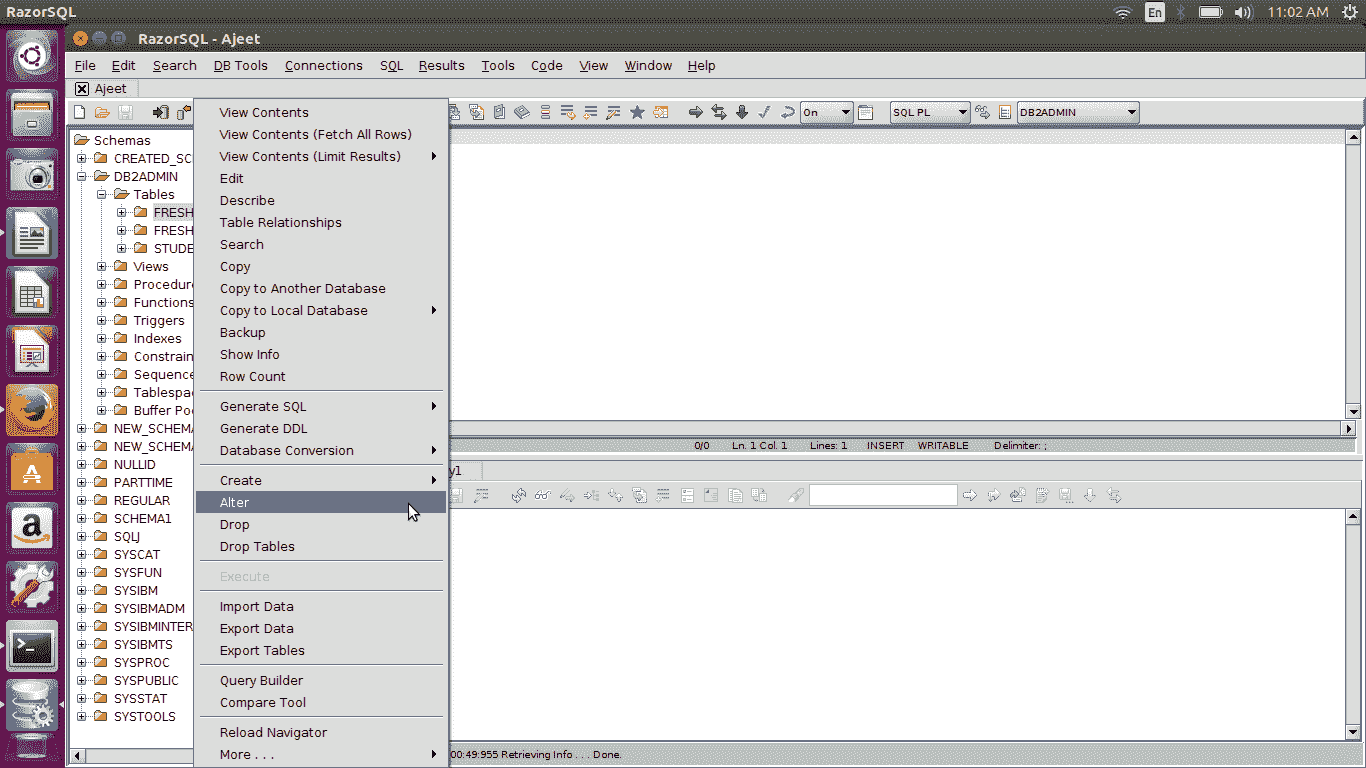 RazorSQL
En
11:02 AM
RazorSQL - Ajeet
File Edit Search DB Tools Connections SQL Results Tools Code View Window Help
Ajeet
On
SQL PL
DB2ADMIN
Schemas
CREATED_SC
DB2ADMIN
Tables
FRESH
FRESH
STUDE
Views
Procedure
Functions
Triggers
Indexes
Constrain
Sequence
Tablespac
Buffer Poo
NEW_SCHEMA
NEW_SCHEMA
NULLID
PARTTIME
REGULAR
SCHEMA1
SQLJ
SYSCAT
SYSFUN
SYSIBM
SYSIBMADM
SYSIBMINTER
SYSIBMTS
SYSPROC
SYSPUBLIC
SYSSTAT
SYSTOOLS
View Contents
View Contents (Fetch All Rows)
View Contents (Limit Results)
Edit
Describe
Table Relationships
Search
Copy
Copy to Another Database
Copy to Local Database
Backup
Show Info
Row Count
Generate SQL
Generate DDL
Database Conversion
Create
Alter
Drop
Drop Tables
Execute
Import Data
Export Data
Export Tables
Query Builder
Compare Tool
Reload Navigator
More . . .
0/0 Ln. 1 Col. 1 Lines: 1 INSERT WRITABLE Delimiter: ;
y1
00:49:955 Retrieving Info . . . Done.